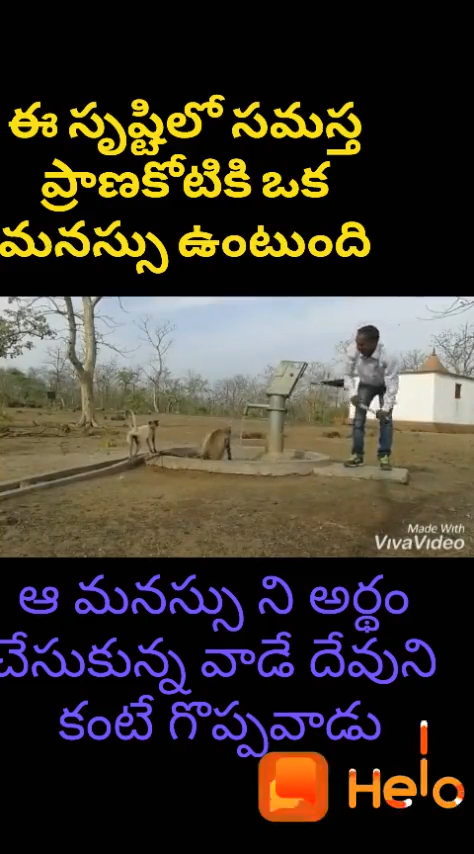 ఈ సృష్టిలో సమస్త
ప్రాణకోటికి ఒక
మనస్సు ఉంటుంది
Made With
VivaVideo
ఆ మనస్సు ని అర్థం
చేసుకున్న వాడే దేవుని
కంటే గొప్పవాడు
Helo